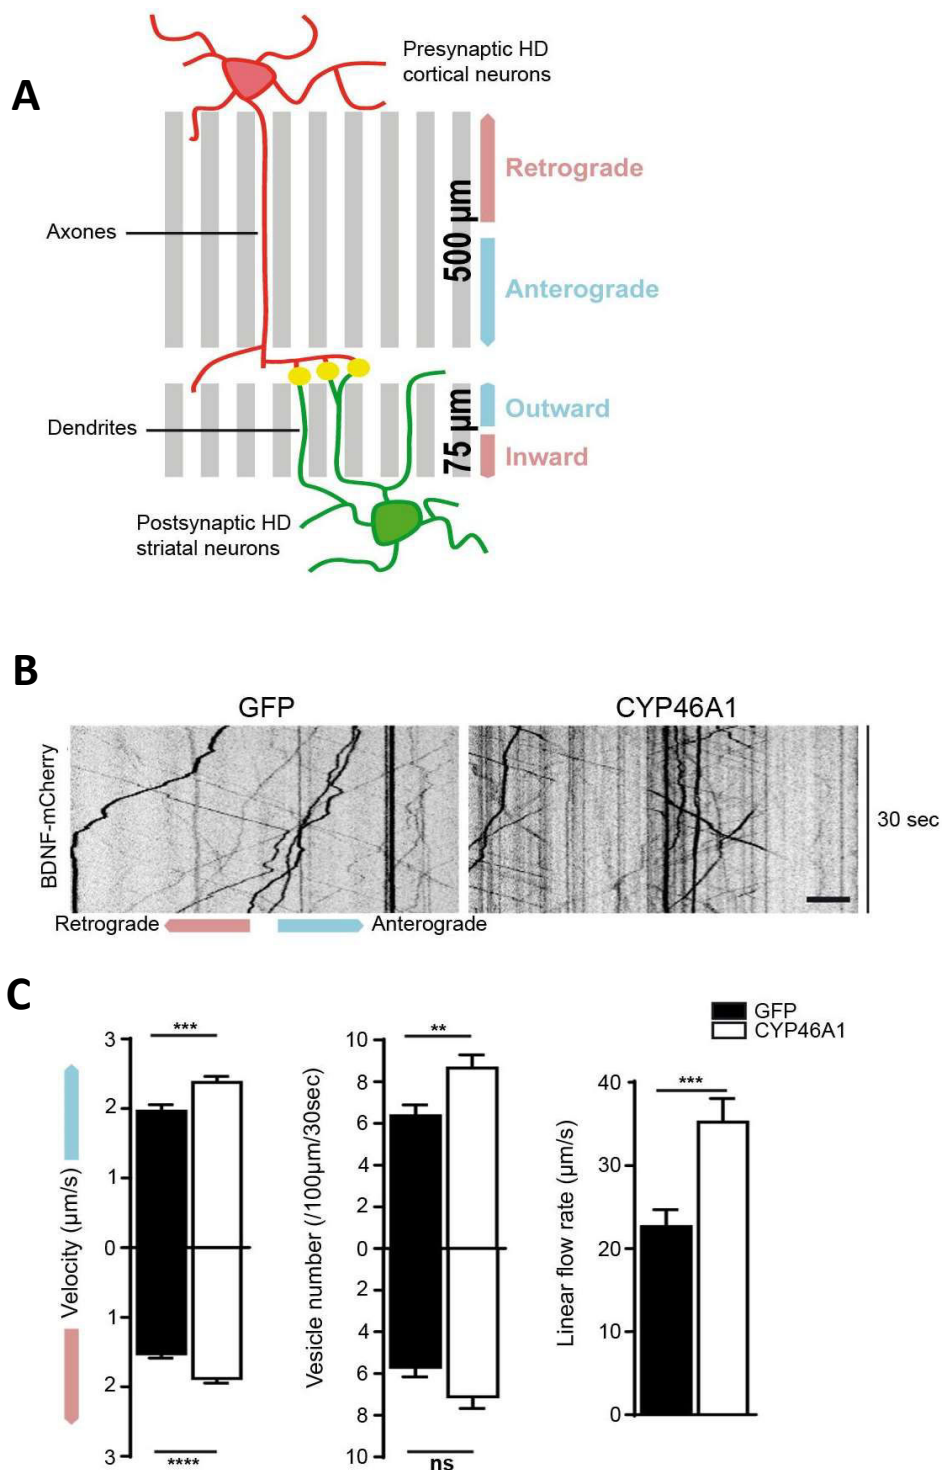 A
Presynaptic HD
cortical neurons
Retrograde
500 µm
Axones
Anterograde
Outward
Dendrites
75 µm
Inward
Postsynaptic HD
striatal neurons
B
GFP
CYP46A1
BDNF-mCherry
30 sec
Retrograde
Anterograde
C
GFP
CYP46A1
Velocity (µm/s)
3
2
1
0
1
2
3
***
****
Vesicle number (/100µm/30sec)
10
8
6
4
2
0
2
4
6
8
10
**
ns
Linear flow rate (µm/s)
40
30
20
10
0
***